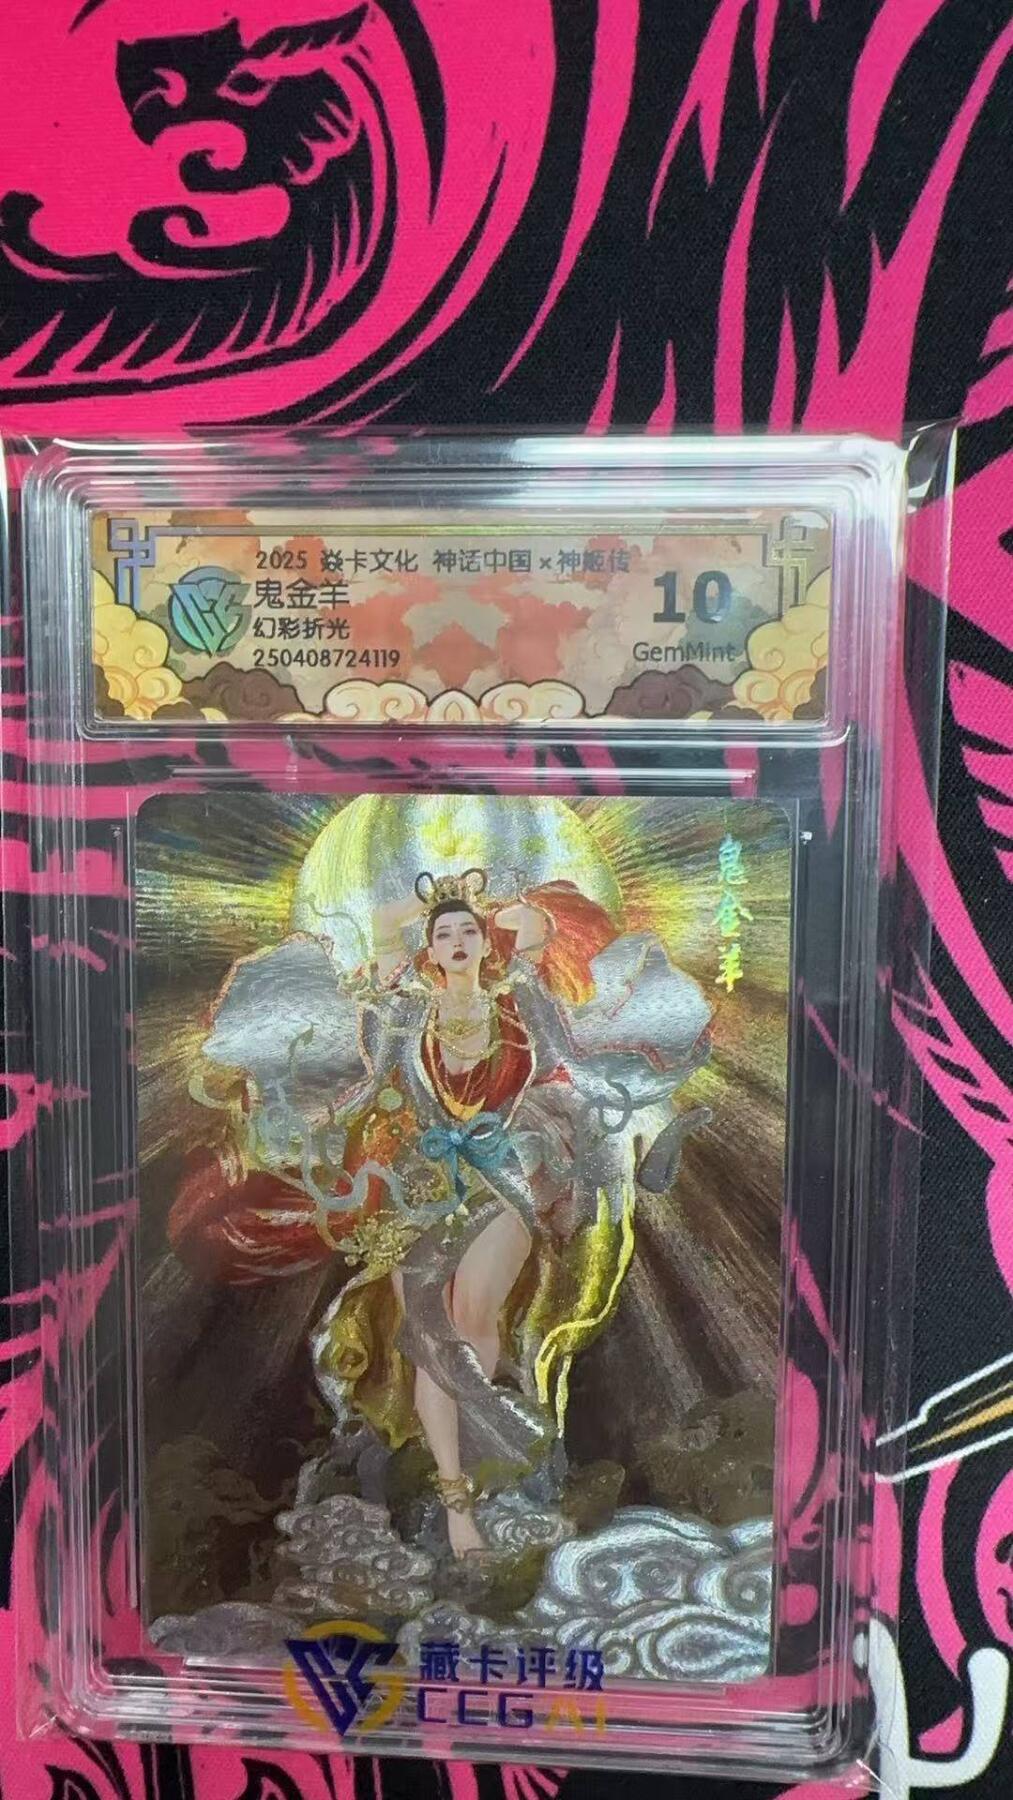 2025 焱卡文化 神话中国×神姬传
鬼金羊
幻彩折光
250408724119
10
GemMint
鬼金羊
藏卡评级
CCG AI